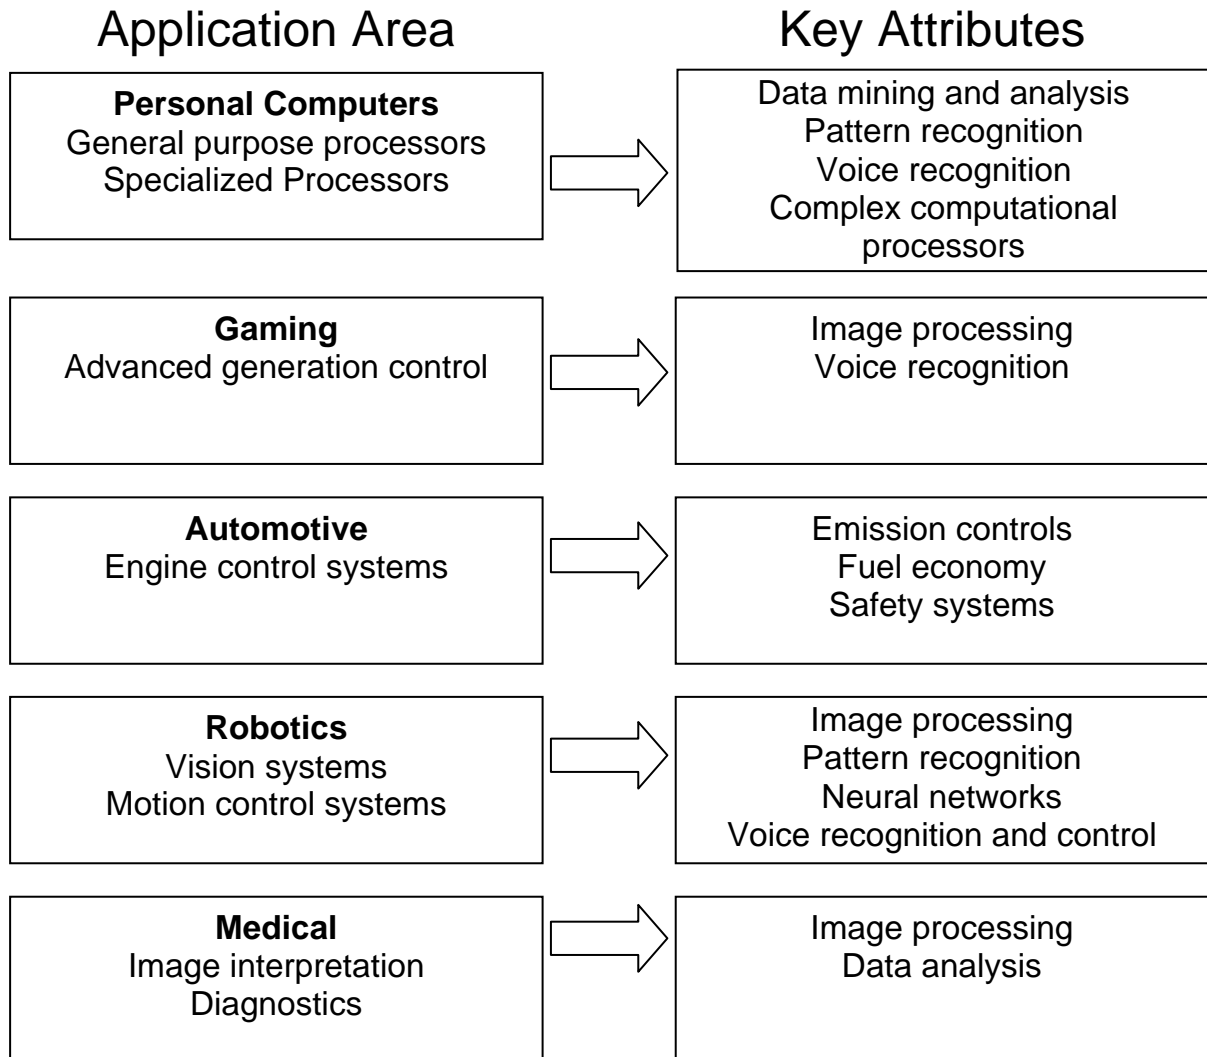 Application Area
Key Attributes
Personal Computers
General purpose processors
Specialized Processors
Data mining and analysis
Pattern recognition
Voice recognition
Complex computational
processors
Gaming
Advanced generation control
Image processing
Voice recognition
Automotive
Engine control systems
Emission controls
Fuel economy
Safety systems
Robotics
Vision systems
Motion control systems
Image processing
Pattern recognition
Neural networks
Voice recognition and control
Medical
Image interpretation
Diagnostics
Image processing
Data analysis